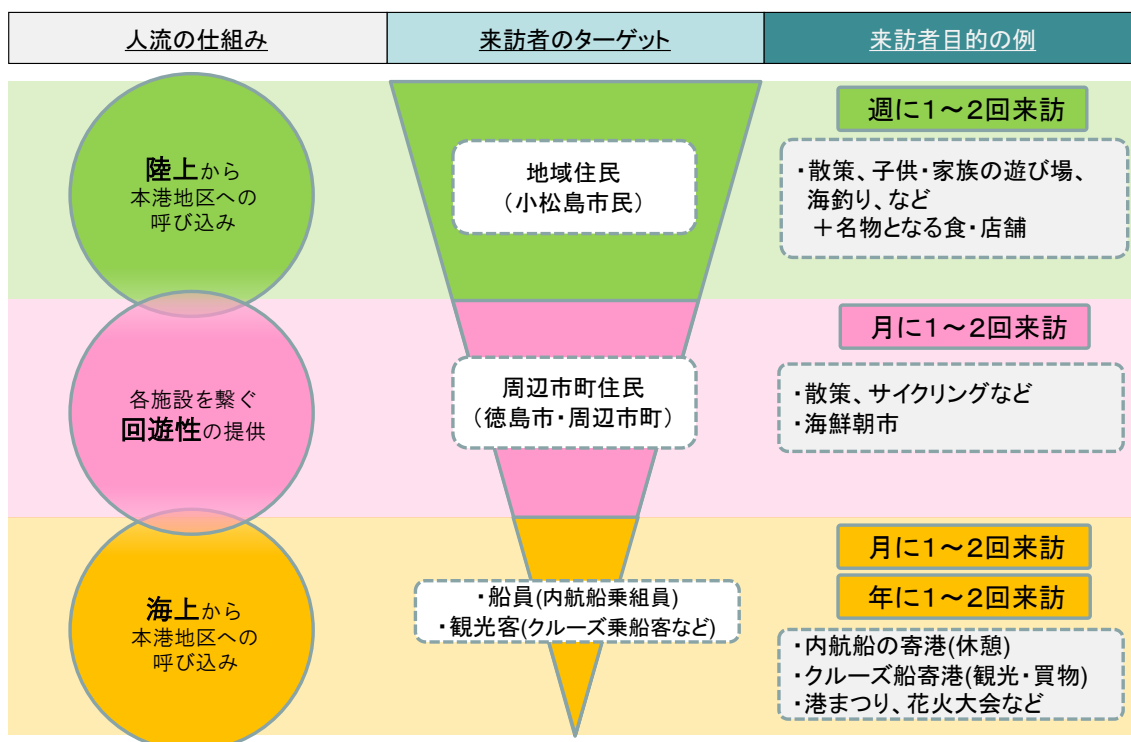 人流の仕組み
来訪者のターゲット
来訪者目的の例
陸上から
本港地区への
呼び込み
地域住民
(小松島市民)
週に1～2回来訪
・散策、子供・家族の遊び場、
海釣り、など
＋名物となる食・店舗
各施設を繋ぐ
回遊性の提供
周辺市町住民
(徳島市・周辺市町)
月に1～2回来訪
・散策、サイクリングなど
・海鮮朝市
海上から
本港地区への
呼び込み
・船員(内航船乗組員)
・観光客(クルーズ乗船客など)
月に1～2回来訪
年に1～2回来訪
・内航船の寄港(休憩)
・クルーズ船寄港(観光・買物)
・港まつり、花火大会など